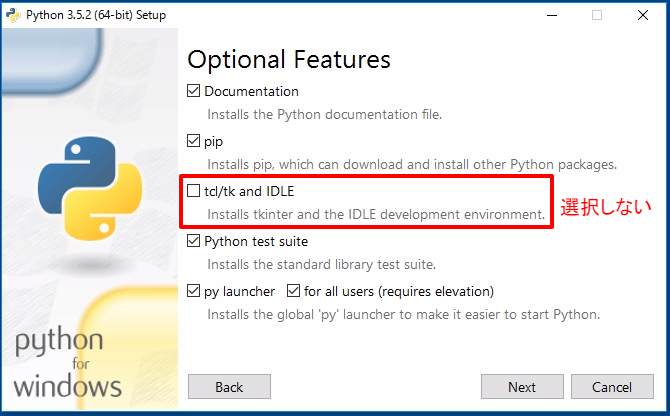 Python 3.5.2 (64-bit) Setup
Optional Features
Documentation
Installs the Python documentation file.
pip
Installs pip, which can download and install other Python packages.
tcl/tk and IDLE
Installs tkinter and the IDLE development environment.
選択しない
Python test suite
Installs the standard library test suite.
py launcher for all users (requires elevation)
Installs the global 'py' launcher to make it easier to start Python.
python
for
windows
Back Next Cancel